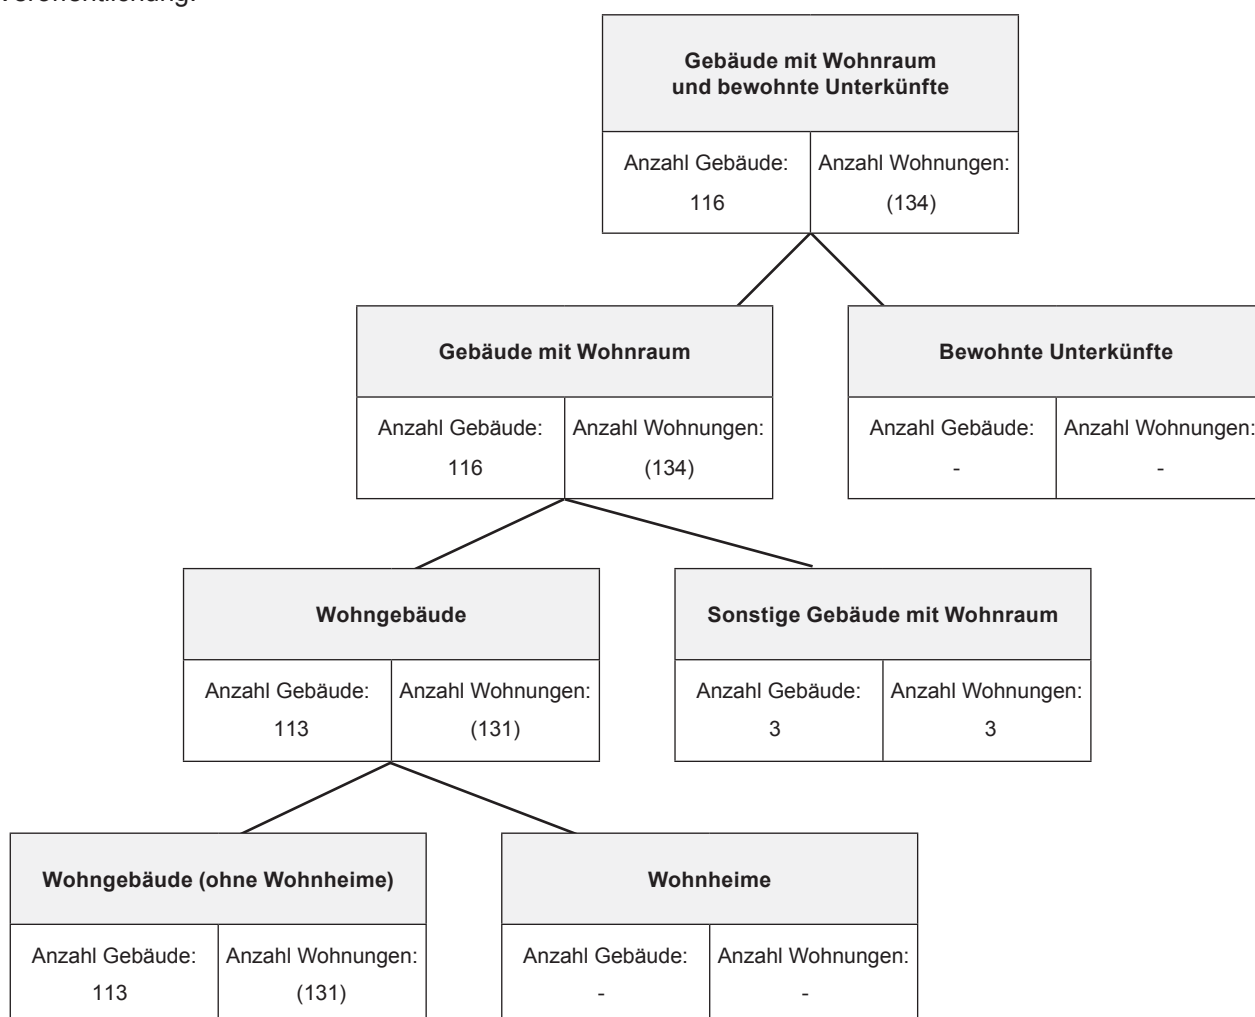 Veröffentlichung.
Gebäude mit Wohnraum
und bewohnte Unterkünfte
Anzahl Gebäude:
116
Anzahl Wohnungen:
(134)
Gebäude mit Wohnraum
Anzahl Gebäude:
116
Anzahl Wohnungen:
(134)
Bewohnte Unterkünfte
Anzahl Gebäude:
-
Anzahl Wohnungen:
-
Wohngebäude
Anzahl Gebäude:
113
Anzahl Wohnungen:
(131)
Sonstige Gebäude mit Wohnraum
Anzahl Gebäude:
3
Anzahl Wohnungen:
3
Wohngebäude (ohne Wohnheime)
Anzahl Gebäude:
113
Anzahl Wohnungen:
(131)
Wohnheime
Anzahl Gebäude:
-
Anzahl Wohnungen:
-